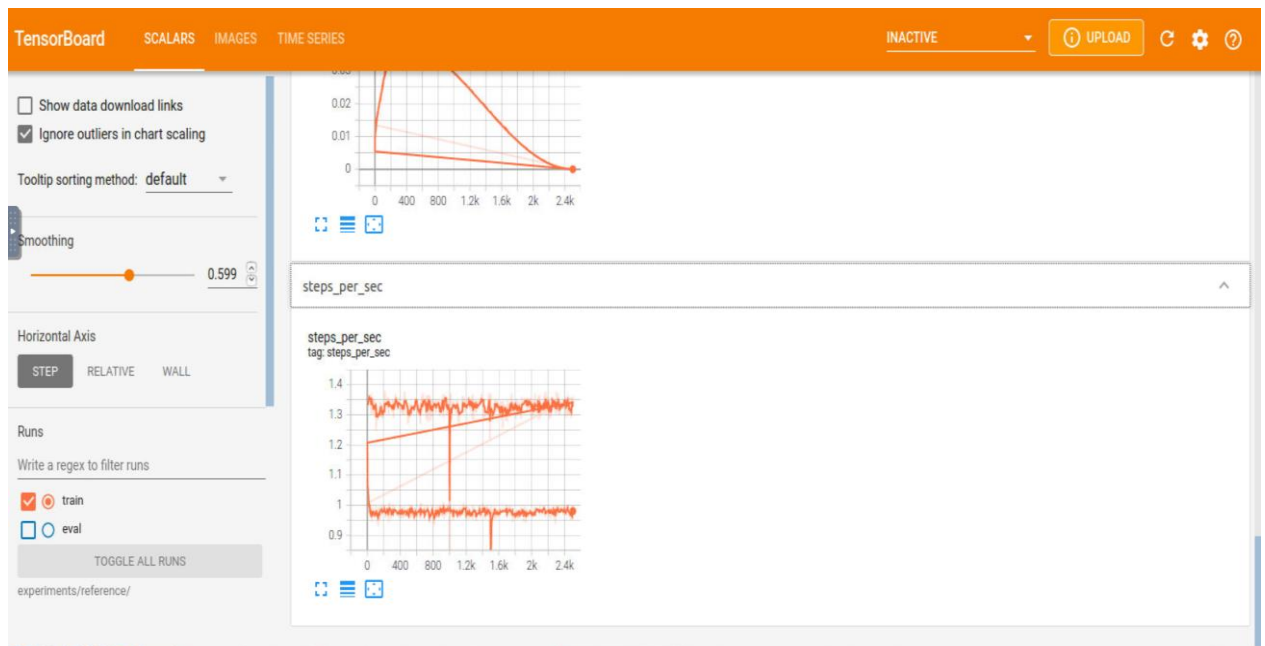 TensorBoard SCALARS IMAGES TIME SERIES INACTIVE UPLOAD
Show data download links
Ignore outliers in chart scaling
Tooltip sorting method: default
Smoothing
0.599
Horizontal Axis
STEP RELATIVE WALL
Runs
Write a regex to filter runs
train
eval
TOGGLE ALL RUNS
experiments/reference/
0.03
0.02
0.01
0
0 400 800 1.2k 1.6k 2k 2.4k
steps_per_sec
steps_per_sec
tag: steps_per_sec
1.4
1.3
1.2
1.1
1
0.9
0 400 800 1.2k 1.6k 2k 2.4k